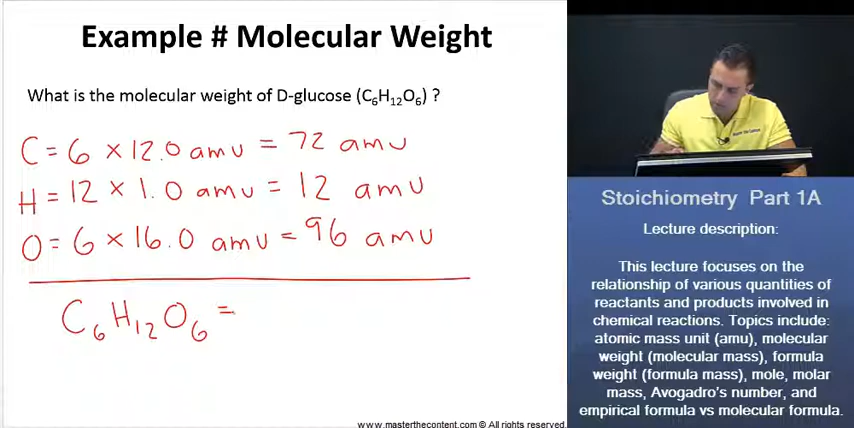 Example # Molecular Weight
What is the molecular weight of D-glucose (C₆H₁₂O₆) ?
C = 6 × 12.0 amu = 72 amu
H = 12 × 1.0 amu = 12 amu
O = 6 × 16.0 amu = 96 amu
C₆H₁₂O₆ =
www.masterthecontent.com © All rights reserved
Stoichiometry Part 1A
Lecture description:
This lecture focuses on the
relationship of various quantities of
reactants and products involved in
chemical reactions. Topics include:
atomic mass unit (amu), molecular
weight (molecular mass), formula
weight (formula mass), mole, molar
mass, Avogadro's number, and
empirical formula vs molecular formula.